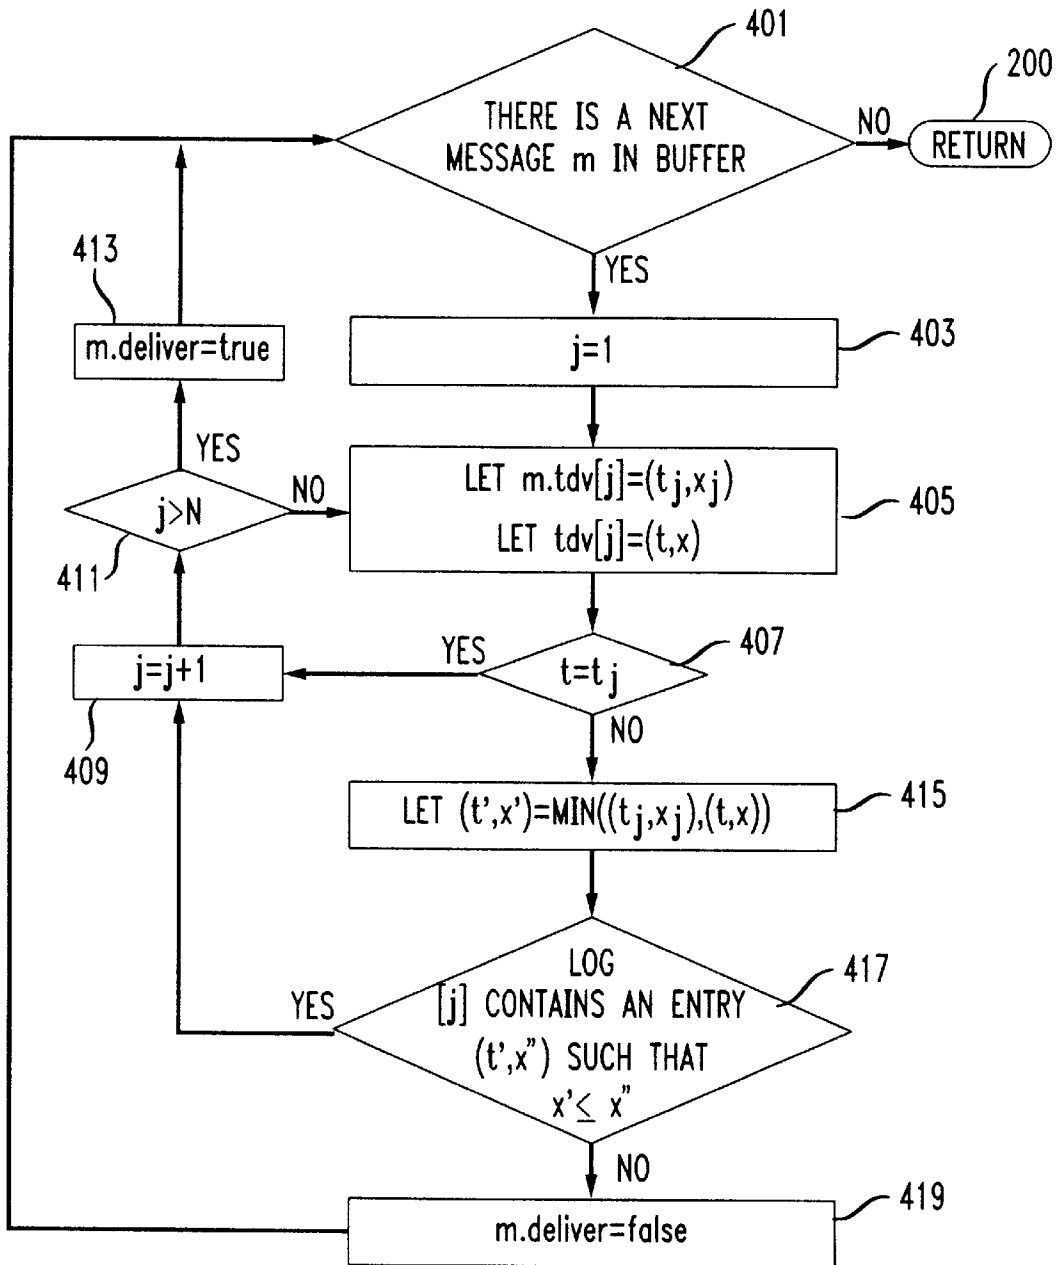 401
200
THERE IS A NEXT
MESSAGE m IN BUFFER
NO
RETURN
YES
413
m.deliver=true
j=1
403
YES
LET m.tdv[j]=(tj,xj)
LET tdv[j]=(t,x)
405
j>N
NO
411
YES
t=tj
407
j=j+1
409
NO
LET (t',x')=MIN((tj,xj),(t,x))
415
LOG
[j] CONTAINS AN ENTRY
(t',x") SUCH THAT
x'≤ x"
YES
417
NO
m.deliver=false
419